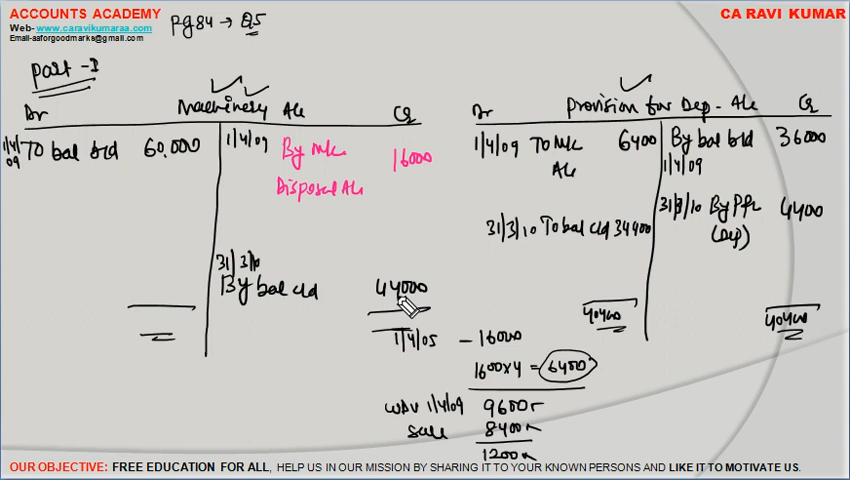 ACCOUNTS ACADEMY
CA RAVI KUMAR
Web- www.caravikumaraa.com
Email-aaforgoodmarks@gmail.com
Pg 84 → Q5
Part - I
Dr Machinery A/c Cr
1/4/09 To bal b/d 60,000
1/4/09 By M/c Disposal A/c 16000
31/3/10 By bal c/d 44000
Dr Provision for Dep. A/c Cr
1/4/09 To M/c A/c 6400
31/3/10 To bal c/d 34400
40400
By bal b/d 36000
1/4/09
31/3/10 By P/L (Dep) 4400
40400
1/4/05 - 16000
1600x4 = 6400
WDV 1/4/09 9600
Sale 8400
1200
OUR OBJECTIVE: FREE EDUCATION FOR ALL, HELP US IN OUR MISSION BY SHARING IT TO YOUR KNOWN PERSONS AND LIKE IT TO MOTIVATE US.